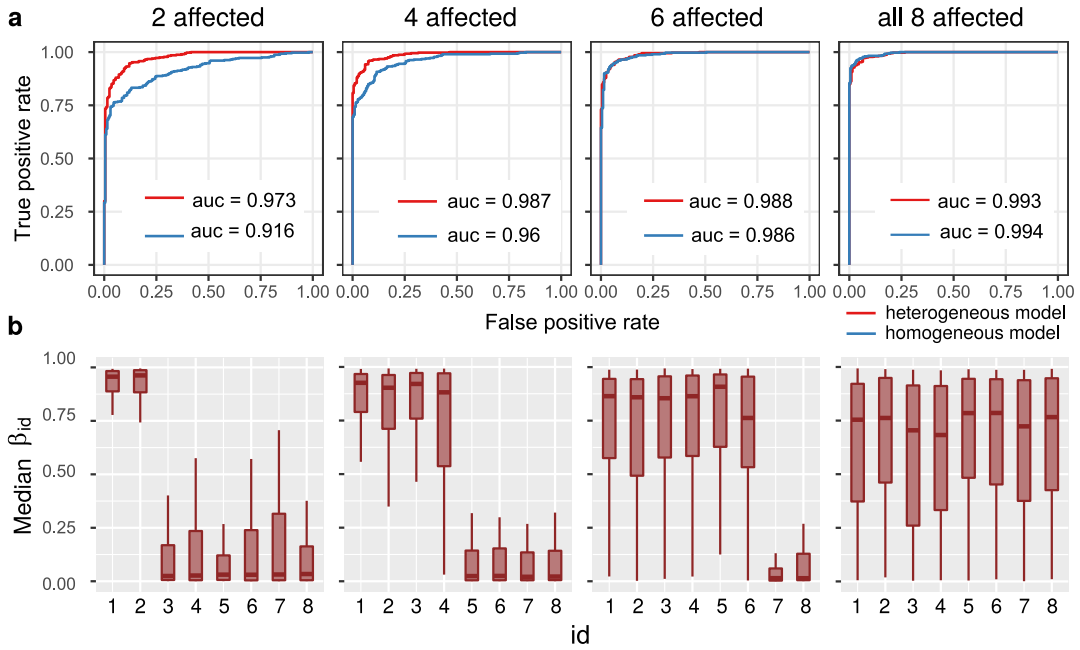 a
2 affected
4 affected
6 affected
all 8 affected
True positive rate
1.00
0.75
0.50
0.25
0.00
auc = 0.973
auc = 0.916
auc = 0.987
auc = 0.96
auc = 0.988
auc = 0.986
auc = 0.993
auc = 0.994
0.00 0.25 0.50 0.75 1.00
0.00 0.25 0.50 0.75 1.00
0.00 0.25 0.50 0.75 1.00
0.00 0.25 0.50 0.75 1.00
False positive rate
heterogeneous model
homogeneous model
b
Median βid
1.00
0.75
0.50
0.25
0.00
1 2 3 4 5 6 7 8
1 2 3 4 5 6 7 8
1 2 3 4 5 6 7 8
1 2 3 4 5 6 7 8
id